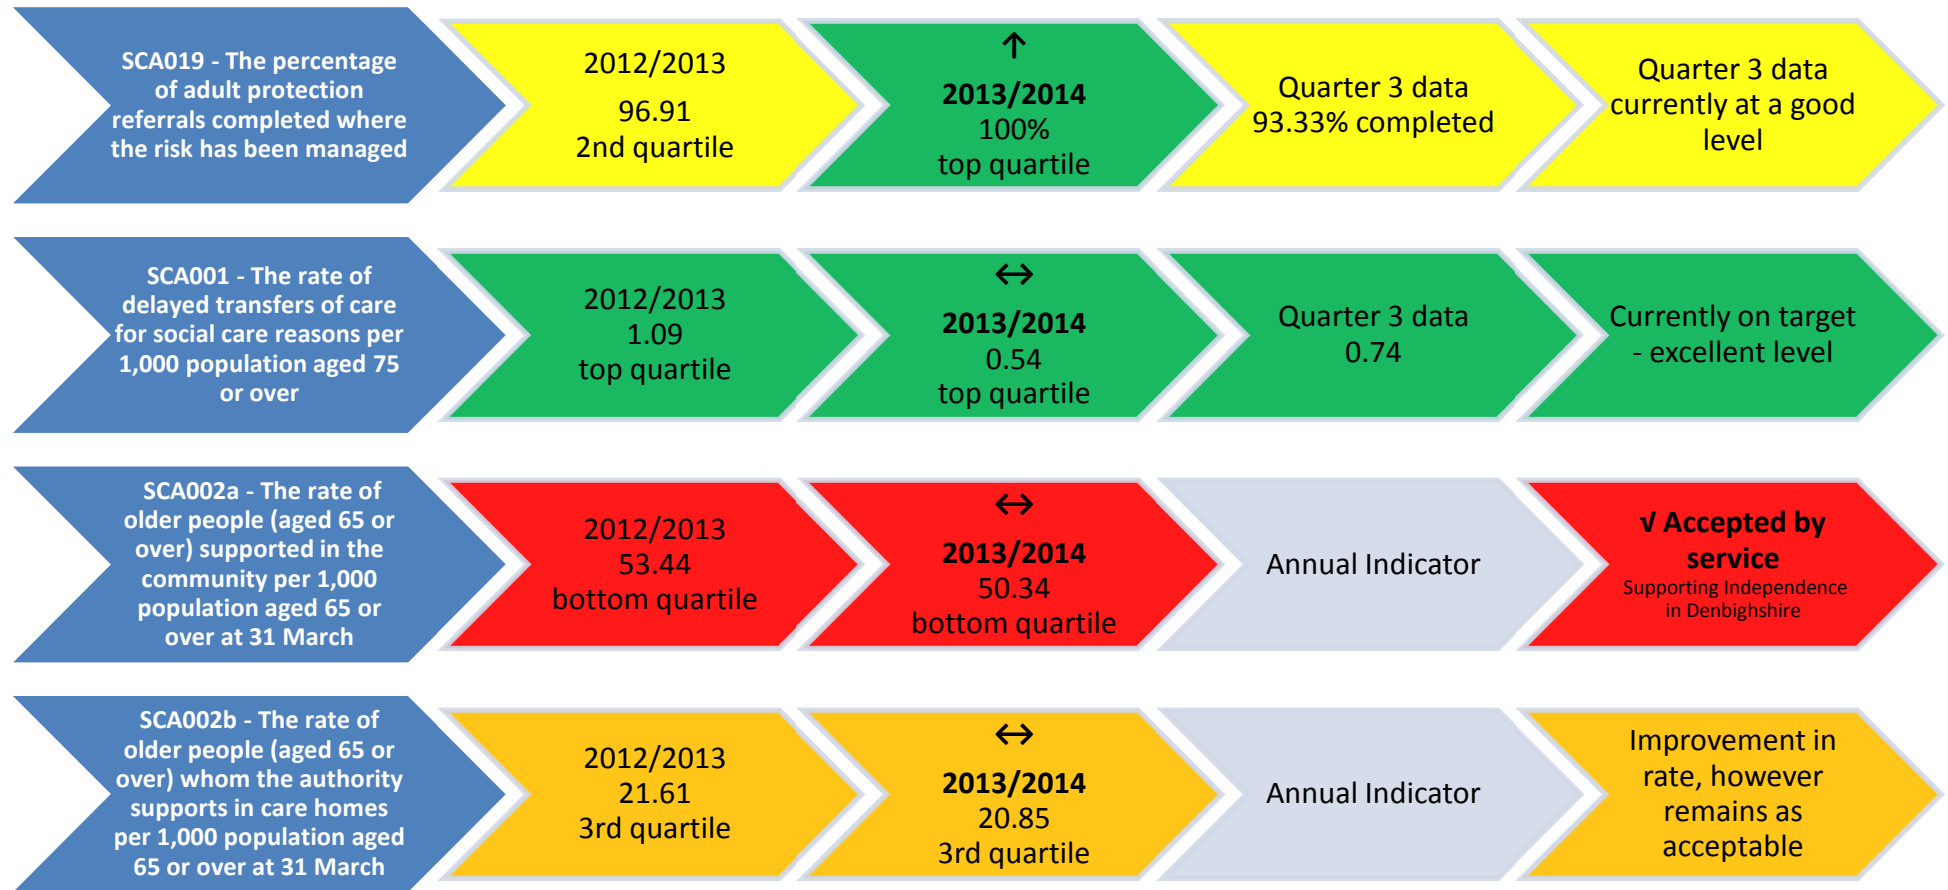 SCA019 - The percentage
of adult protection
referrals completed where
the risk has been managed
2012/2013
96.91
2nd quartile
↑
2013/2014
100%
top quartile
Quarter 3 data
93.33% completed
Quarter 3 data
currently at a good
level
SCA001 - The rate of
delayed transfers of care
for social care reasons per
1,000 population aged 75
or over
2012/2013
1.09
top quartile
↔
2013/2014
0.54
top quartile
Quarter 3 data
0.74
Currently on target
- excellent level
SCA002a - The rate of
older people (aged 65 or
over) supported in the
community per 1,000
population aged 65 or
over at 31 March
2012/2013
53.44
bottom quartile
↔
2013/2014
50.34
bottom quartile
Annual Indicator
√ Accepted by
service
Supporting Independence
in Denbighshire
SCA002b - The rate of
older people (aged 65 or
over) whom the authority
supports in care homes
per 1,000 population aged
65 or over at 31 March
2012/2013
21.61
3rd quartile
↔
2013/2014
20.85
3rd quartile
Annual Indicator
Improvement in
rate, however
remains as
acceptable